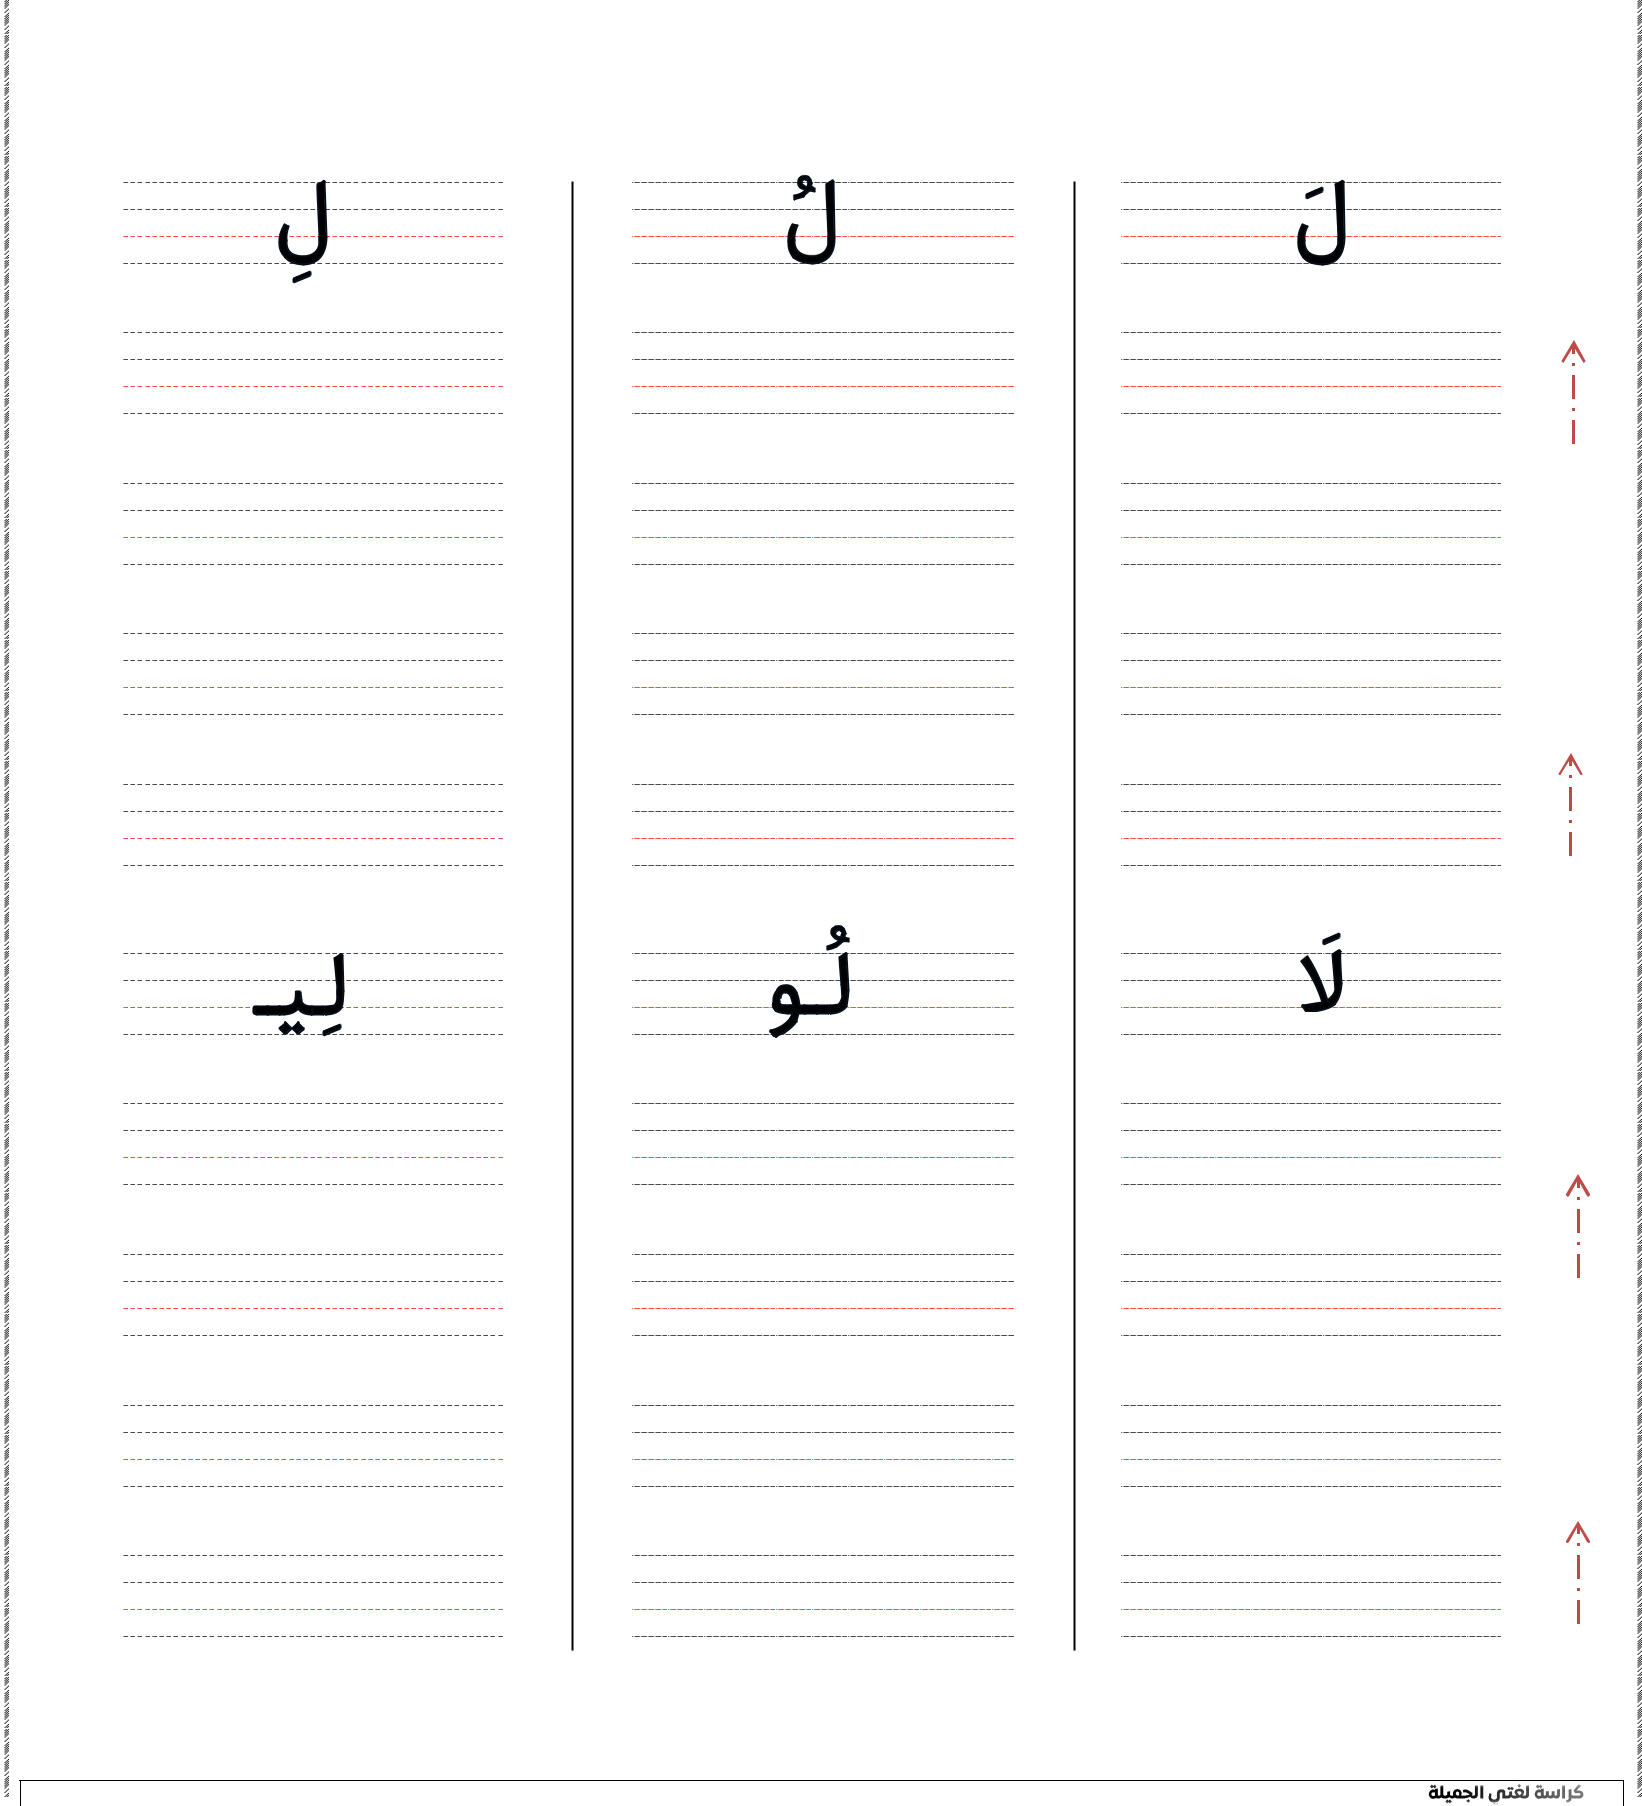 لَ لُ لِ
لَا لُـو لِيـ
كراسة لغتي الجميلة